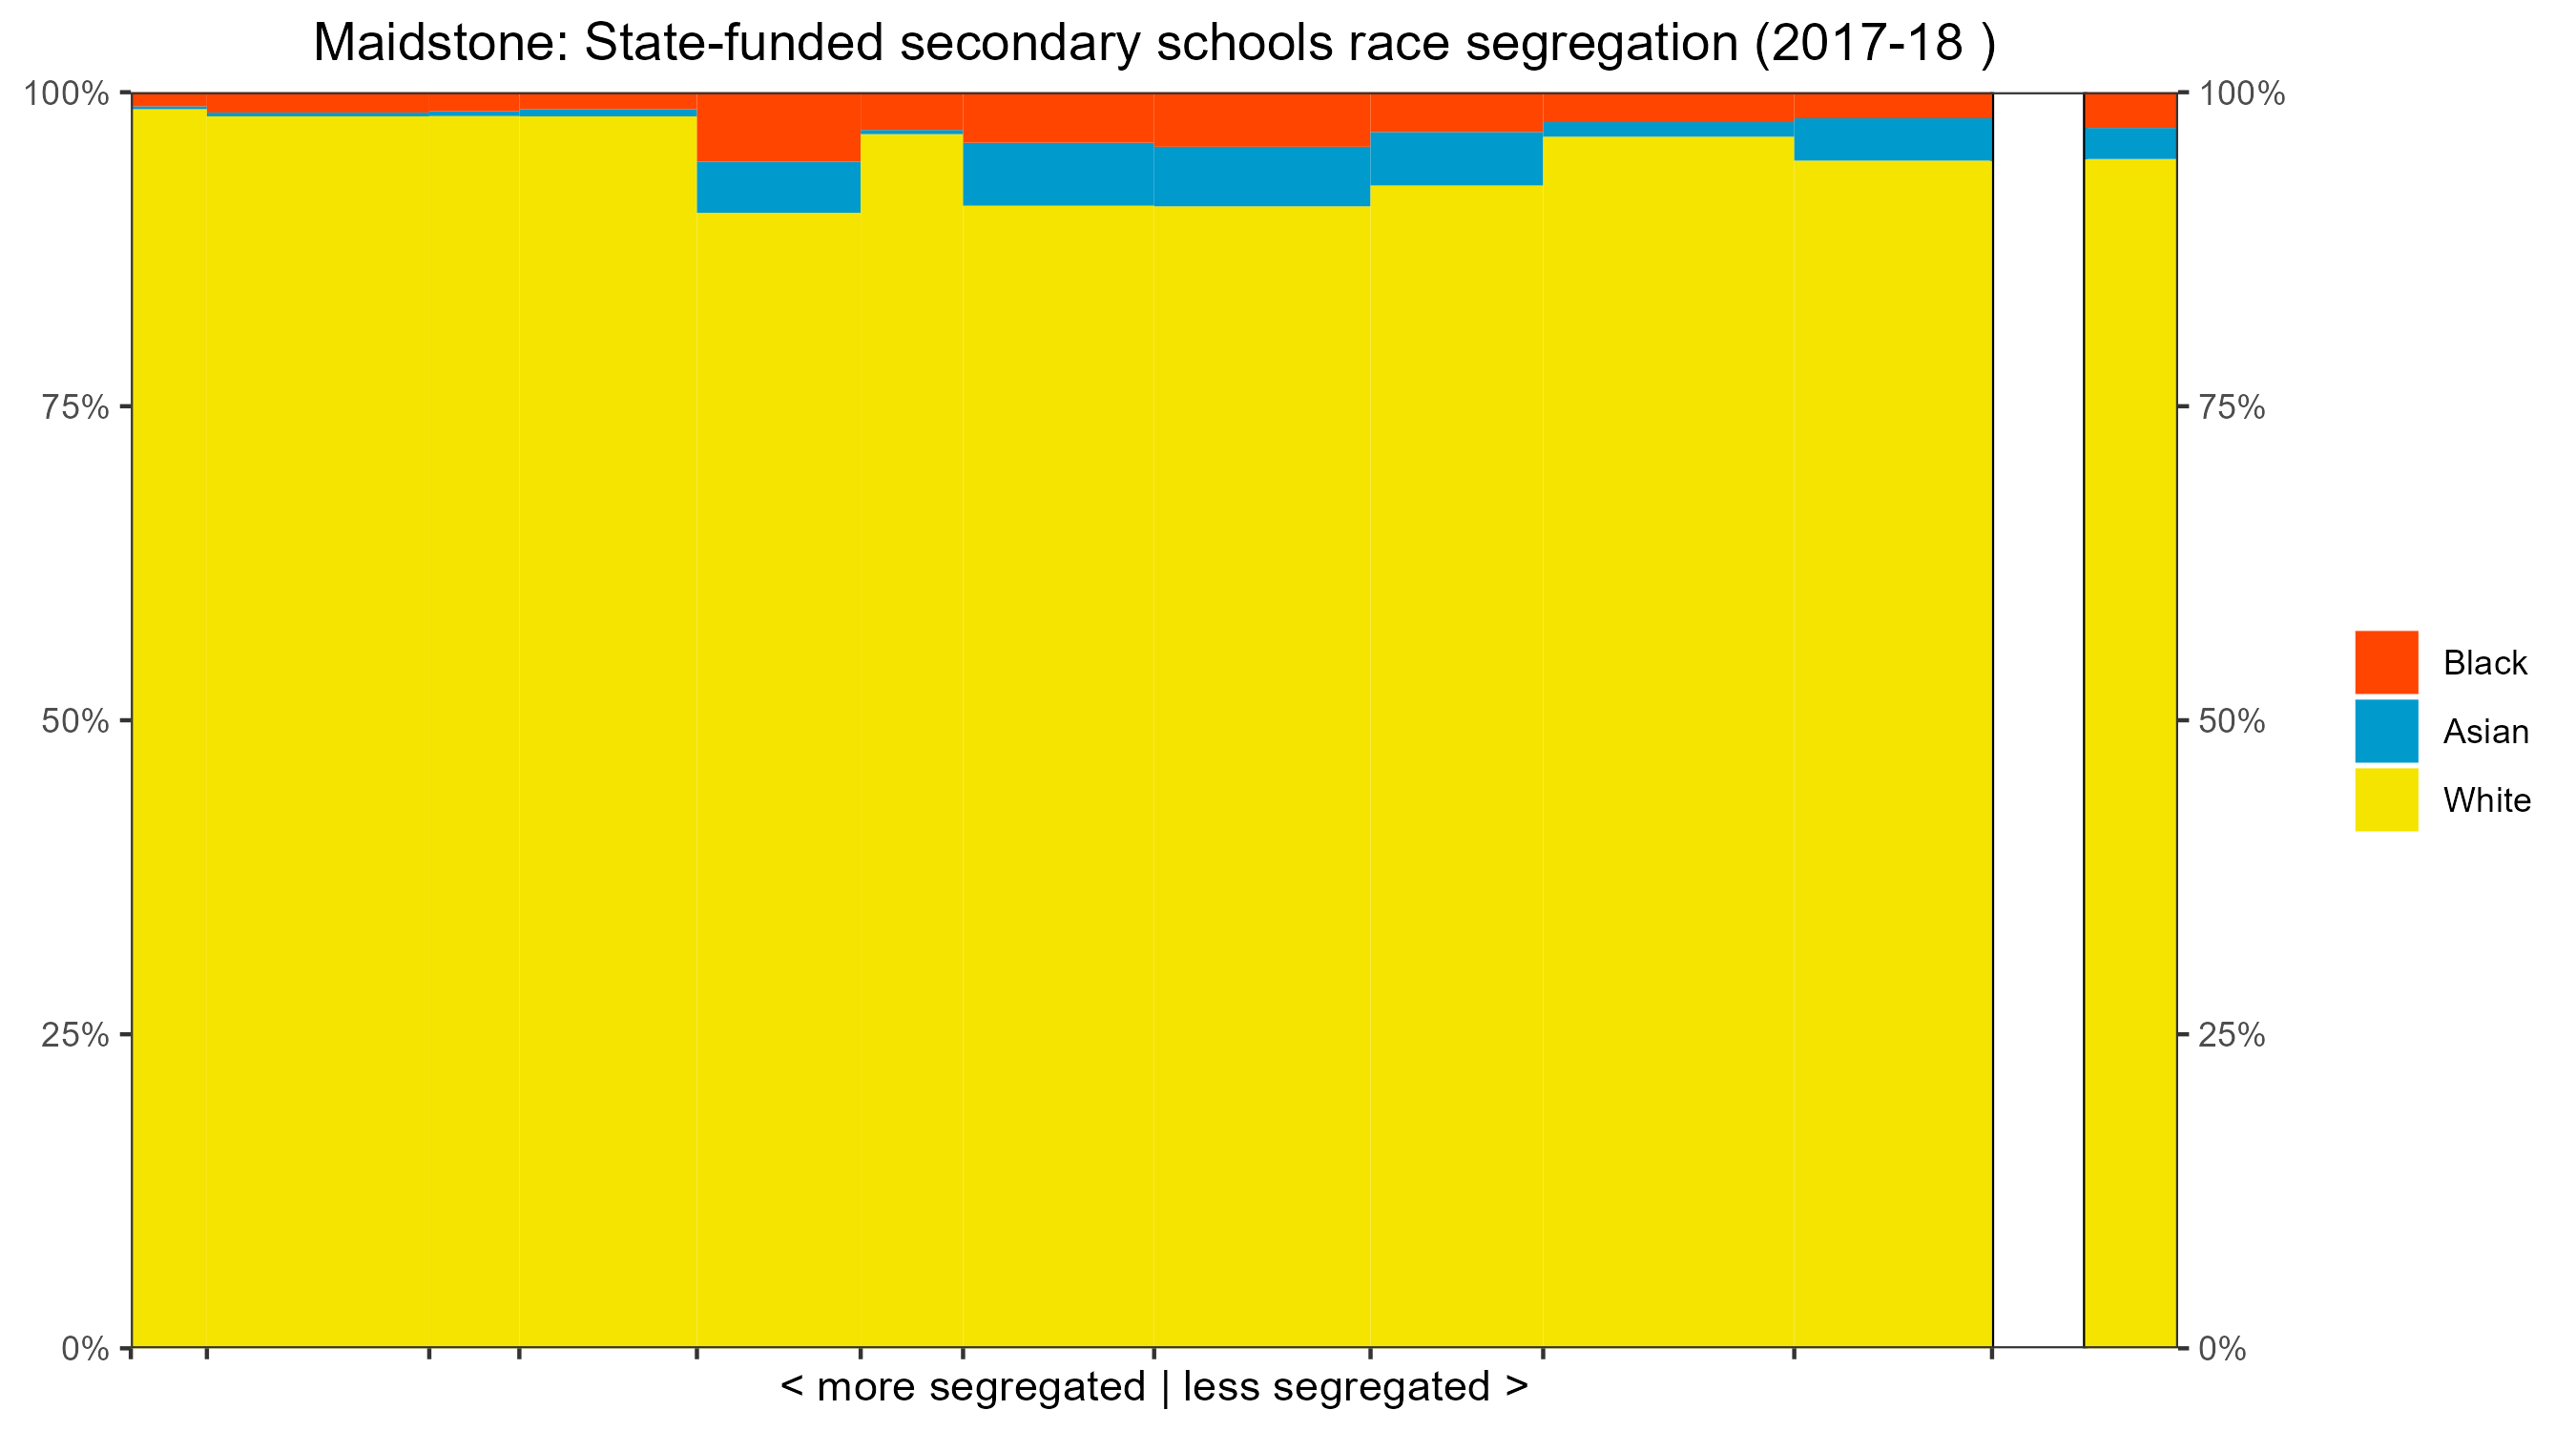 Maidstone: State-funded secondary schools race segregation (2017-18 )
100%
75%
50%
25%
0%
100%
75%
50%
25%
0%
Black
Asian
White
< more segregated | less segregated >